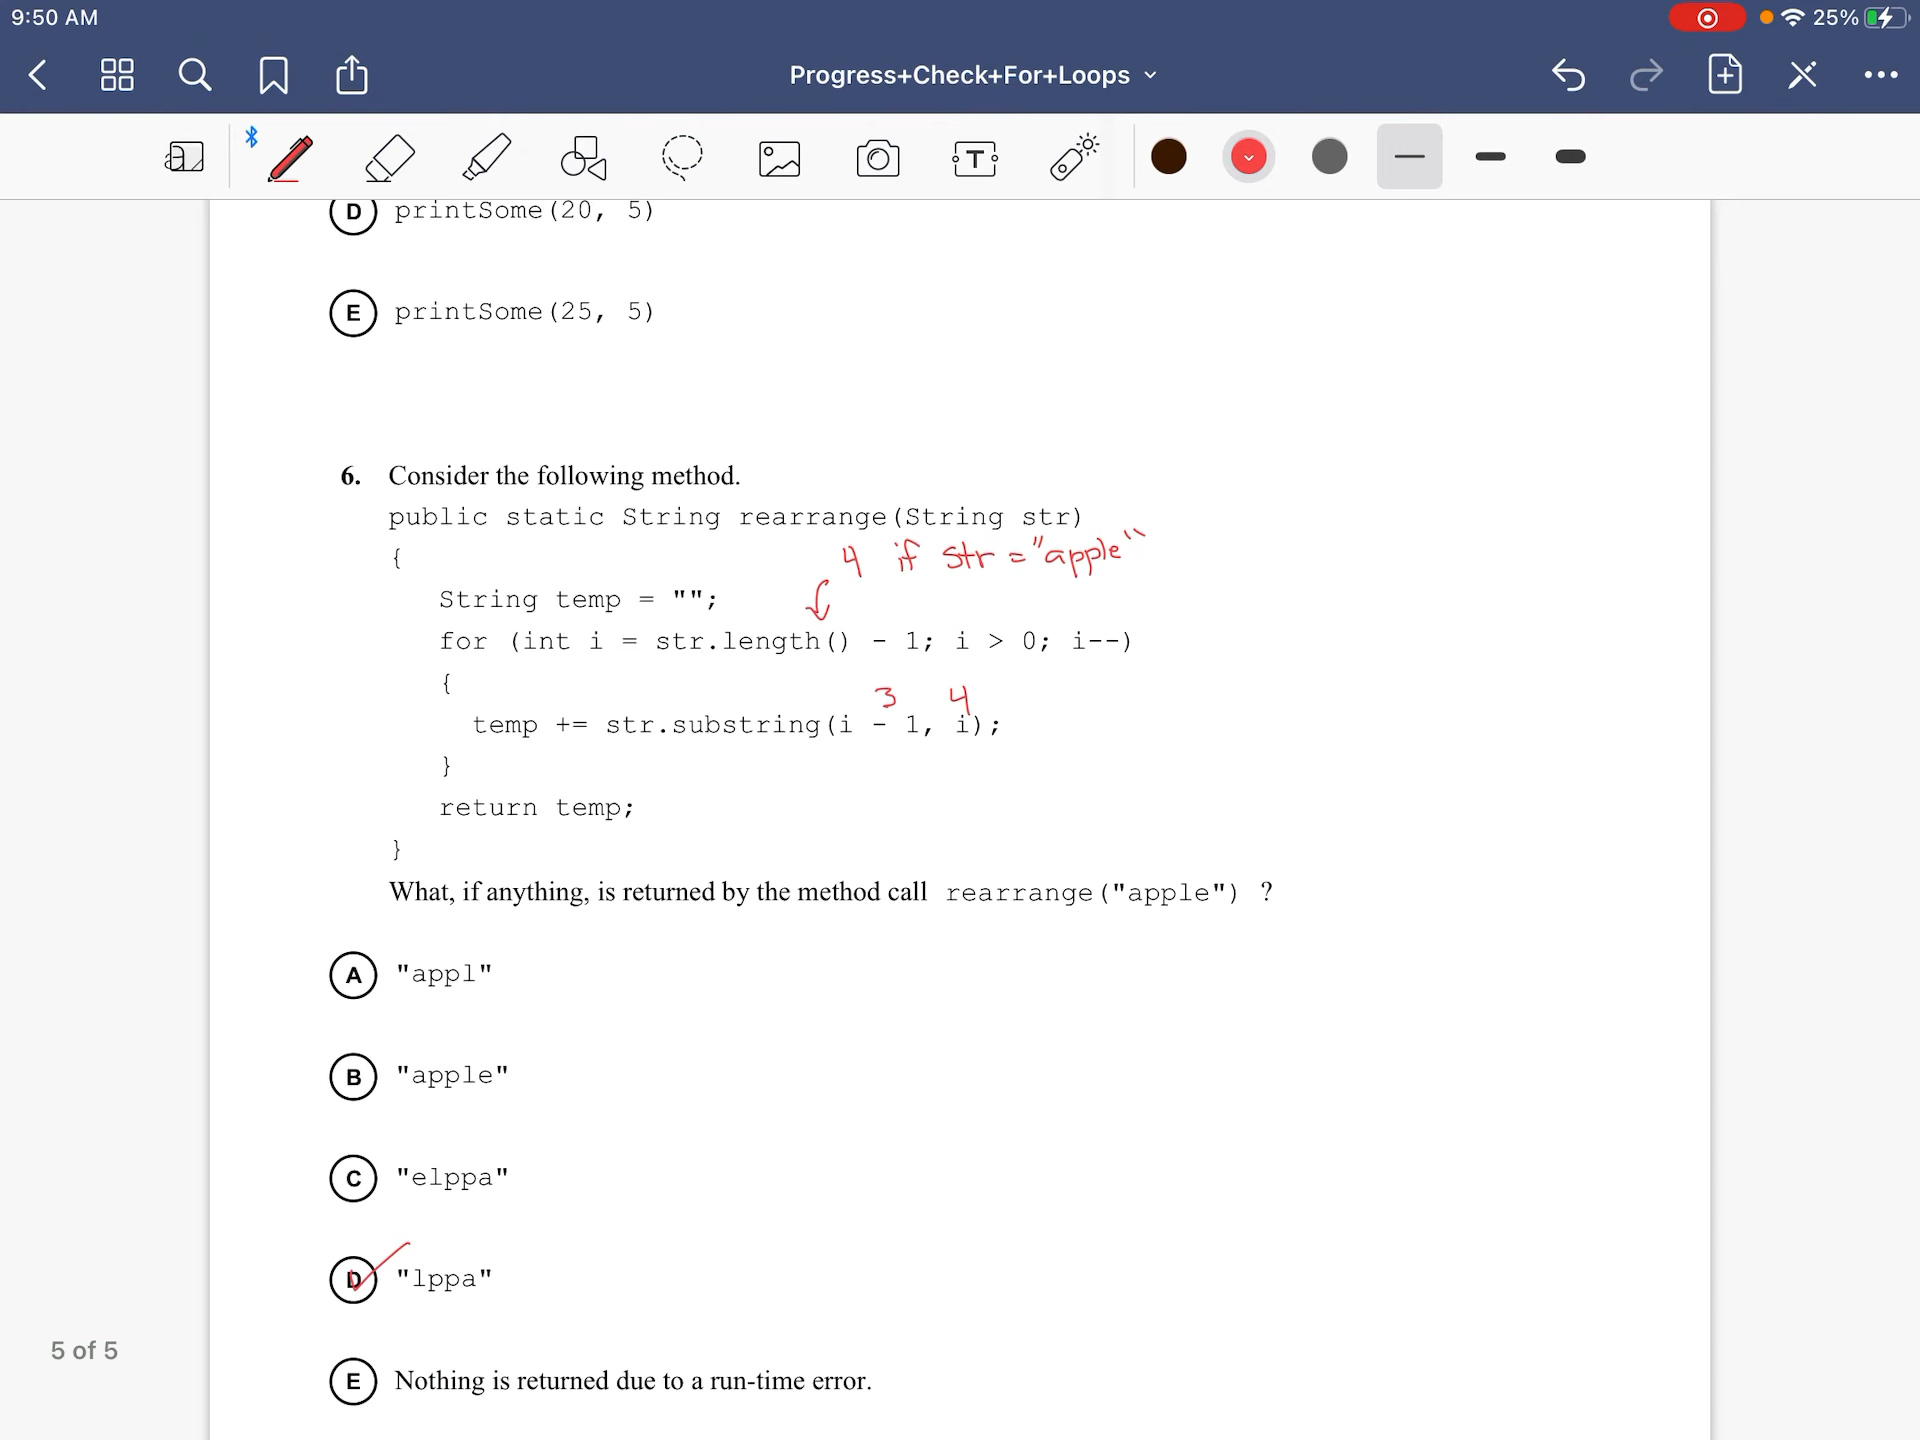 9:50 AM
25%
Progress+Check+For+Loops
D printSome(20, 5)
E printSome(25, 5)
6. Consider the following method.
public static String rearrange(String str)
{
4 if str = "apple"
String temp = "";
for (int i = str.length() - 1; i > 0; i--)
{
3 4
temp += str.substring(i - 1, i);
}
return temp;
}
What, if anything, is returned by the method call rearrange("apple") ?
A "appl"
B "apple"
C "elppa"
D "lppa"
5 of 5
E Nothing is returned due to a run-time error.